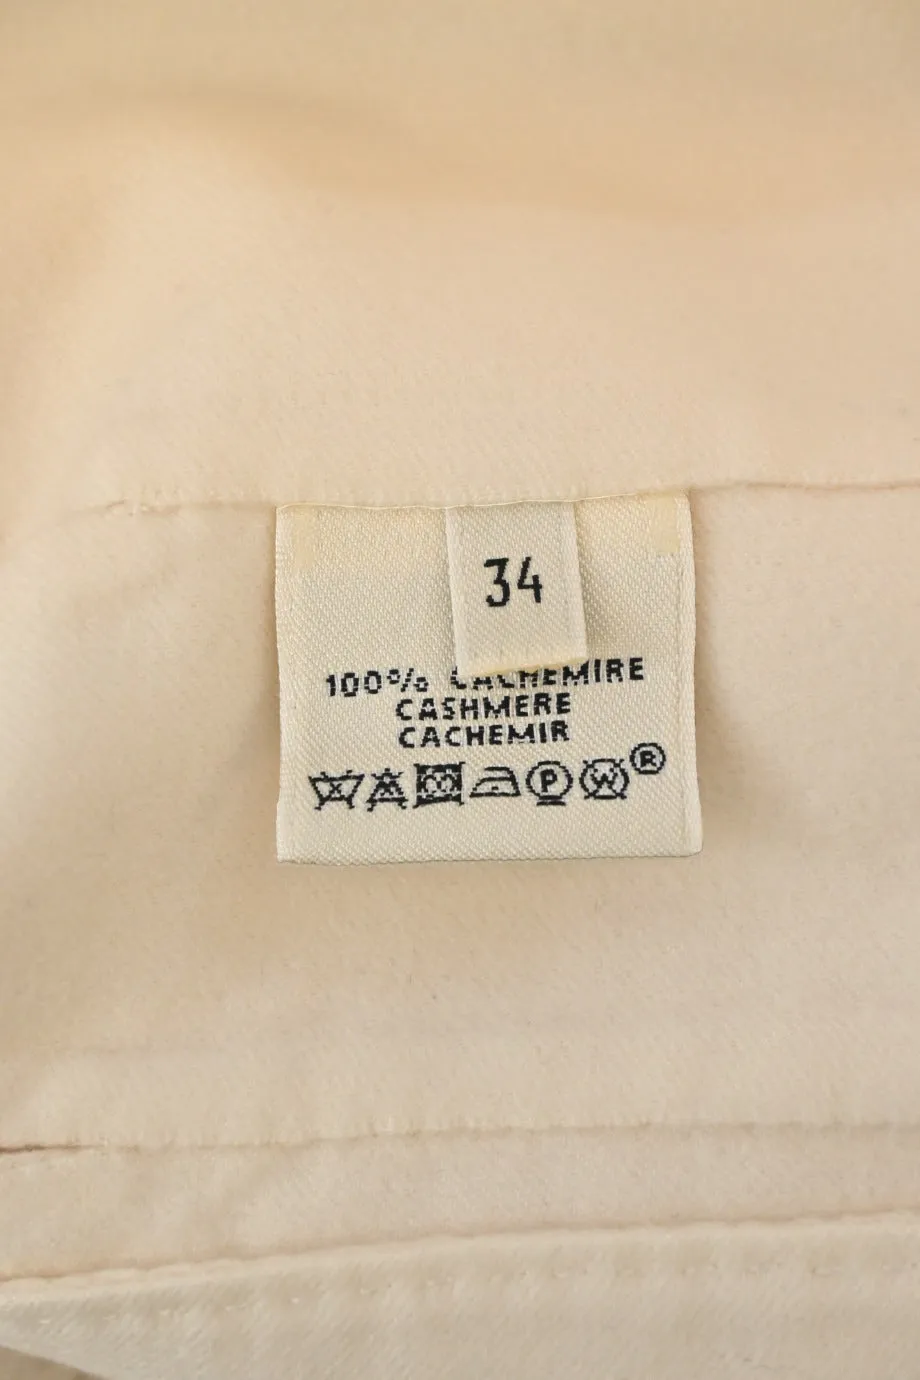 34
100% CACHEMIRE
CASHMERE
CACHEMIR
P W ®